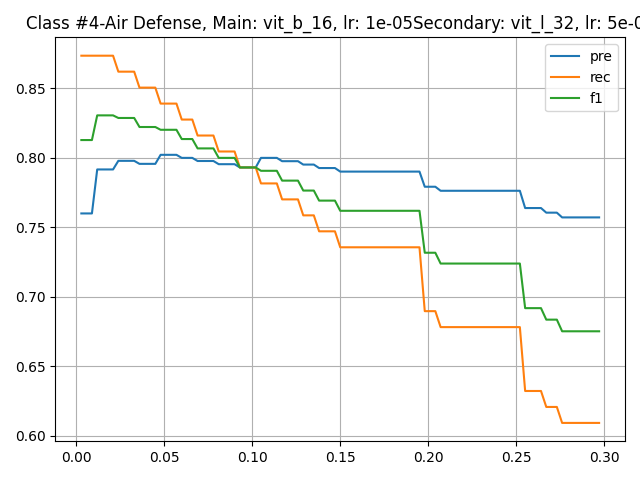 Class #4-Air Defense, Main: vit_b_16, lr: 1e-05Secondary: vit_l_32, lr: 5e-0
pre
rec
f1
0.85
0.80
0.75
0.70
0.65
0.60
0.00 0.05 0.10 0.15 0.20 0.25 0.30